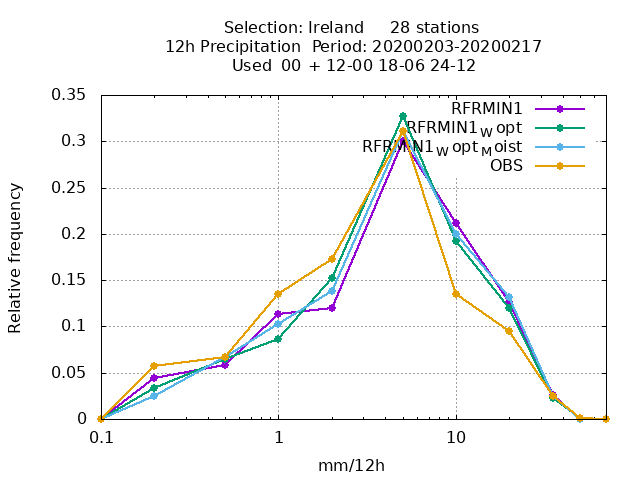 Selection: Ireland 28 stations
12h Precipitation Period: 20200203-20200217
Used 00 + 12-00 18-06 24-12
0.35
0.3
0.25
0.2
0.15
0.1
0.05
0
Relative frequency
RFRMIN1
RFRMIN1Wopt
RFRMIN1WoptMoist
OBS
0.1
1
10
mm/12h